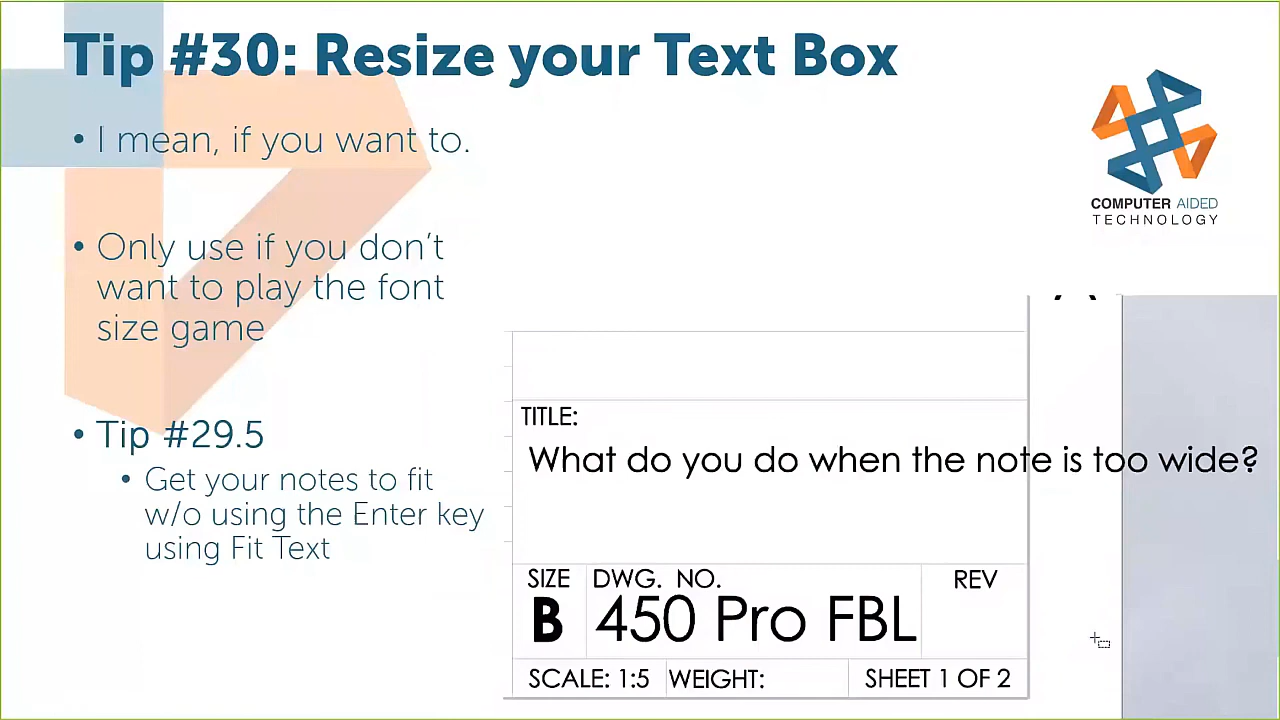 Tip #30: Resize your Text Box
• I mean, if you want to.
• Only use if you don't
want to play the font
size game
• Tip #29.5
• Get your notes to fit
w/o using the Enter key
using Fit Text
COMPUTER AIDED
TECHNOLOGY
TITLE:
What do you do when the note is too wide?
SIZE DWG. NO. REV
B 450 Pro FBL
SCALE: 1:5 WEIGHT: SHEET 1 OF 2